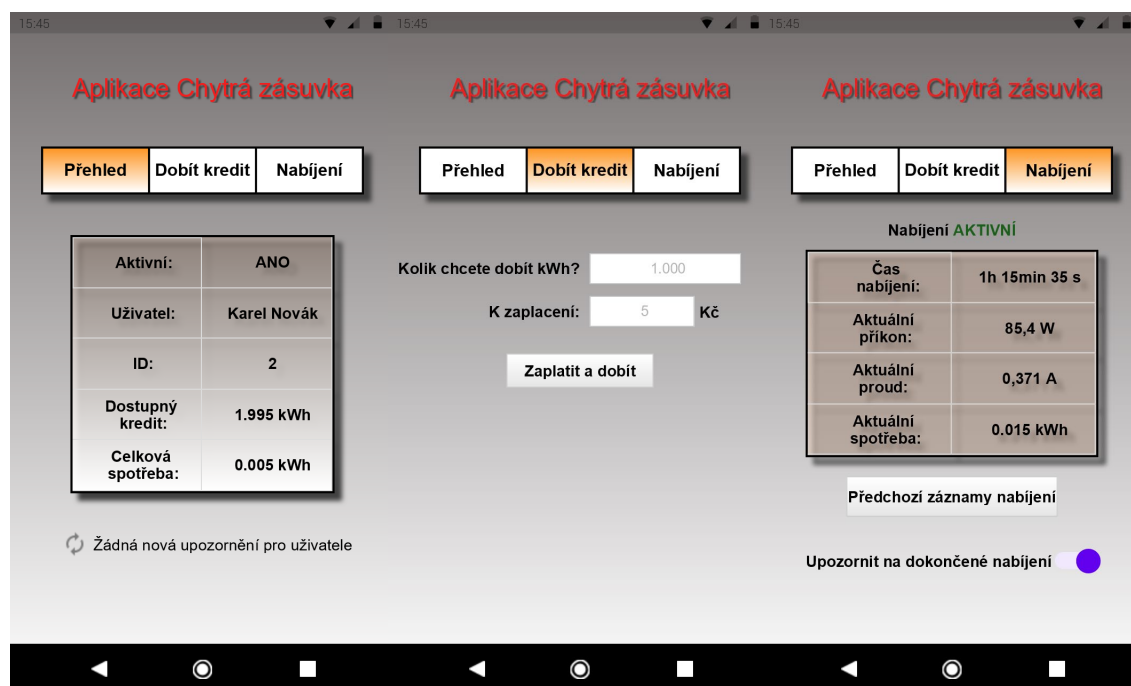 15:45
Aplikace Chytrá zásuvka
Přehled Dobít kredit Nabíjení
Aktivní: ANO
Uživatel: Karel Novák
ID: 2
Dostupný
kredit: 1.995 kWh
Celková
spotřeba: 0.005 kWh
Žádná nová upozornění pro uživatele
15:45
Aplikace Chytrá zásuvka
Přehled Dobít kredit Nabíjení
Kolik chcete dobít kWh? 1.000
K zaplacení: 5 Kč
Zaplatit a dobít
15:45
Aplikace Chytrá zásuvka
Přehled Dobít kredit Nabíjení
Nabíjení AKTIVNÍ
Čas
nabíjení: 1h 15min 35 s
Aktuální
příkon: 85,4 W
Aktuální
proud: 0,371 A
Aktuální
spotřeba: 0.015 kWh
Předchozí záznamy nabíjení
Upozornit na dokončené nabíjení